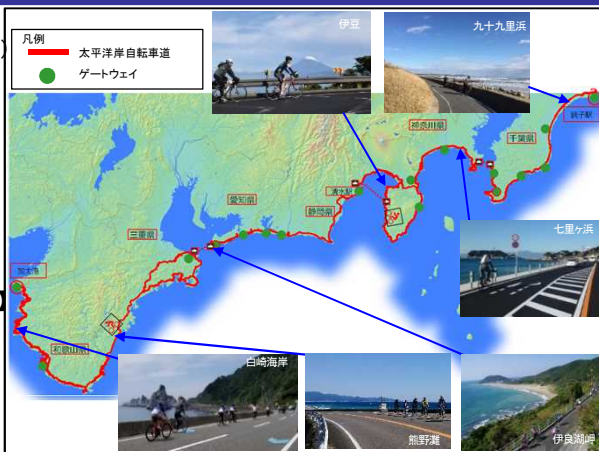 凡例
太平洋岸自転車道
ゲートウェイ
伊豆
九十九里浜
神奈川県
銚子駅
千葉県
清水駅
愛知県
静岡県
三重県
七里ヶ浜
加太港
和歌山県
白崎海岸
熊野灘
伊良湖岬